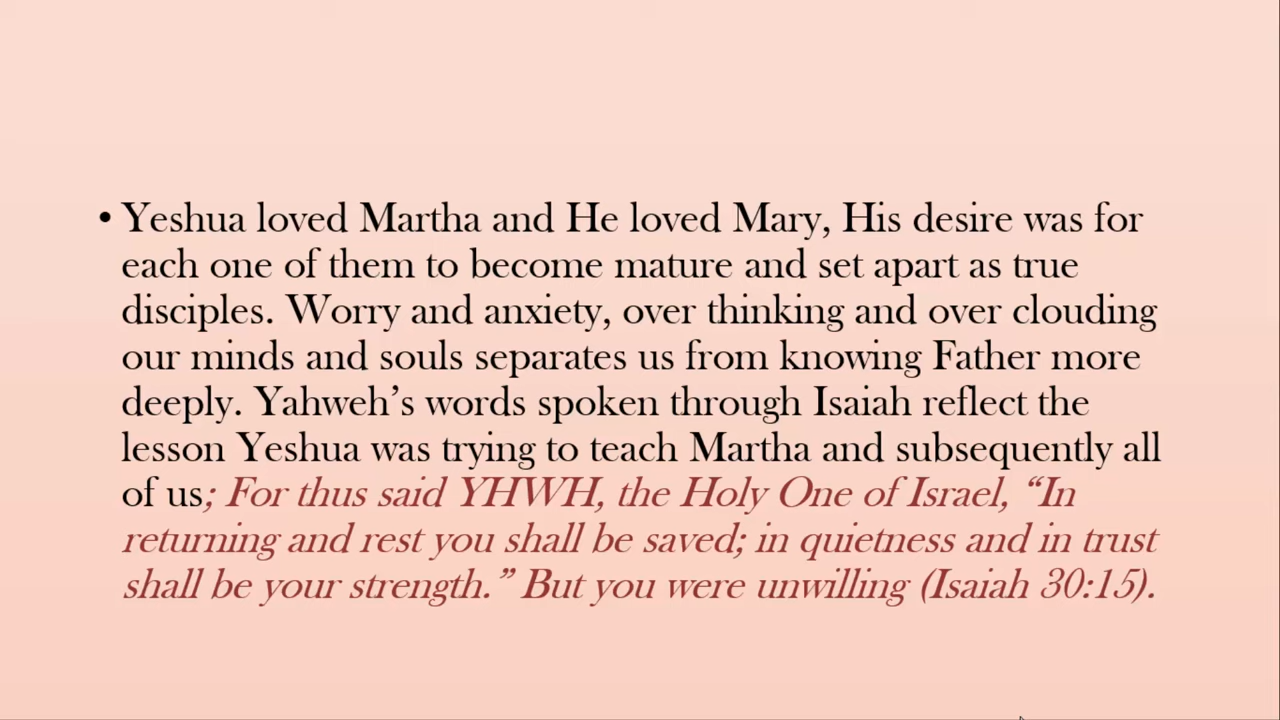 • Yeshua loved Martha and He loved Mary, His desire was for
each one of them to become mature and set apart as true
disciples. Worry and anxiety, over thinking and over clouding
our minds and souls separates us from knowing Father more
deeply. Yahweh’s words spoken through Isaiah reflect the
lesson Yeshua was trying to teach Martha and subsequently all
of us; For thus said YHWH, the Holy One of Israel, “In
returning and rest you shall be saved; in quietness and in trust
shall be your strength.” But you were unwilling (Isaiah 30:15).